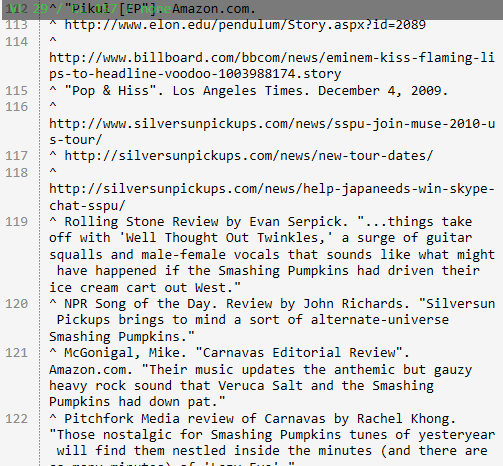 112 ^ "Pikul [EP]". Amazon.com.
113 ^ http://www.elon.edu/pendulum/Story.aspx?id=2089
114 ^
http://www.billboard.com/bbcom/news/eminem-kiss-flaming-li
ps-to-headline-voodoo-1003988174.story
115 ^ "Pop & Hiss". Los Angeles Times. December 4, 2009.
116 ^
http://www.silversunpickups.com/news/sspu-join-muse-2010-u
s-tour/
117 ^ http://silversunpickups.com/news/new-tour-dates/
118 ^
http://silversunpickups.com/news/help-japaneeds-win-skype-
chat-sspu/
119 ^ Rolling Stone Review by Evan Serpick. "...things take
off with 'Well Thought Out Twinkles,' a surge of guitar
squalls and male-female vocals that sounds like what might
have happened if the Smashing Pumpkins had driven their
ice cream cart out West."
120 ^ NPR Song of the Day. Review by John Richards. "Silversun
Pickups brings to mind a sort of alternate-universe
Smashing Pumpkins."
121 ^ McGonigal, Mike. "Carnavas Editorial Review".
Amazon.com. "Their music updates the anthemic but gauzy
heavy rock sound that Veruca Salt and the Smashing
Pumpkins had down pat."
122 ^ Pitchfork Media review of Carnavas by Rachel Khong.
"Those nostalgic for Smashing Pumpkins tunes of yesteryear
will find them nestled inside the minutes (and there are
so many minutes) of 'Lazy Eye'."